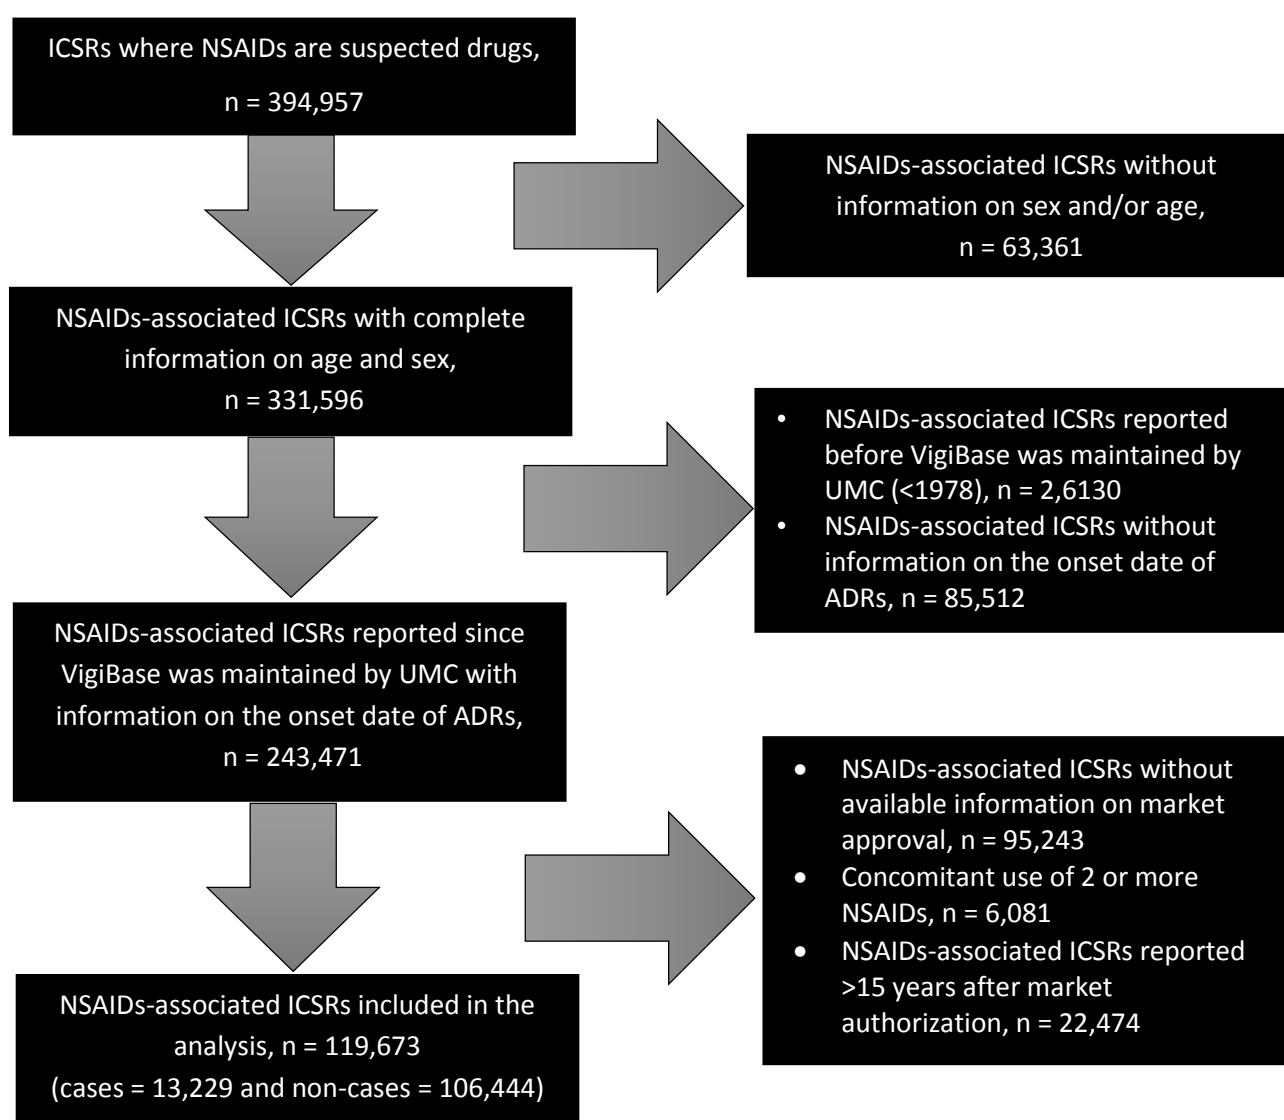 ICSRs where NSAIDs are suspected drugs,
n = 394,957
NSAIDs-associated ICSRs without
information on sex and/or age,
n = 63,361
NSAIDs-associated ICSRs with complete
information on age and sex,
n = 331,596
• NSAIDs-associated ICSRs reported
before VigiBase was maintained by
UMC (<1978), n = 2,6130
• NSAIDs-associated ICSRs without
information on the onset date of
ADRs, n = 85,512
NSAIDs-associated ICSRs reported since
VigiBase was maintained by UMC with
information on the onset date of ADRs,
n = 243,471
• NSAIDs-associated ICSRs without
available information on market
approval, n = 95,243
• Concomitant use of 2 or more
NSAIDs, n = 6,081
• NSAIDs-associated ICSRs reported
>15 years after market
authorization, n = 22,474
NSAIDs-associated ICSRs included in the
analysis, n = 119,673
(cases = 13,229 and non-cases = 106,444)